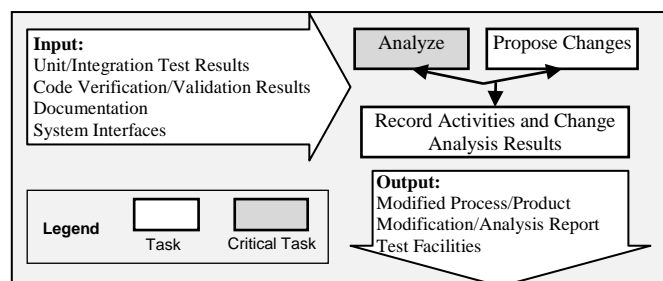 Input:
Unit/Integration Test Results
Code Verification/Validation Results
Documentation
System Interfaces
Analyze
Propose Changes
Record Activities and Change
Analysis Results
Output:
Modified Process/Product
Modification/Analysis Report
Test Facilities
Legend
Task
Critical Task